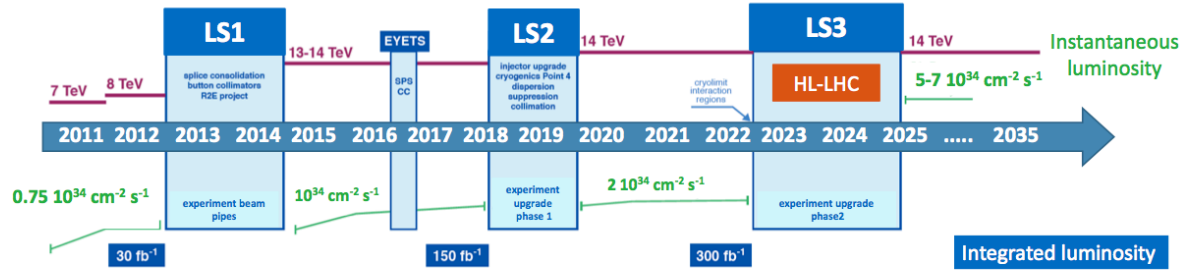 LS1
EYETS
LS2
LS3
7 TeV
8 TeV
13-14 TeV
14 TeV
14 TeV
splice consolidation
button collimators
R2E project
SPS
CC
injector upgrade
cryogenics Point 4
dispersion
suppression
collimation
cryolimit
interaction
regions
HL-LHC
Instantaneous
luminosity
5-7 10³⁴ cm⁻² s⁻¹
2011 2012 2013 2014 2015 2016 2017 2018 2019 2020 2021 2022 2023 2024 2025 ..... 2035
0.75 10³⁴ cm⁻² s⁻¹
experiment beam
pipes
10³⁴ cm⁻² s⁻¹
experiment
upgrade
phase 1
2 10³⁴ cm⁻² s⁻¹
experiment upgrade
phase2
30 fb⁻¹
150 fb⁻¹
300 fb⁻¹
Integrated luminosity